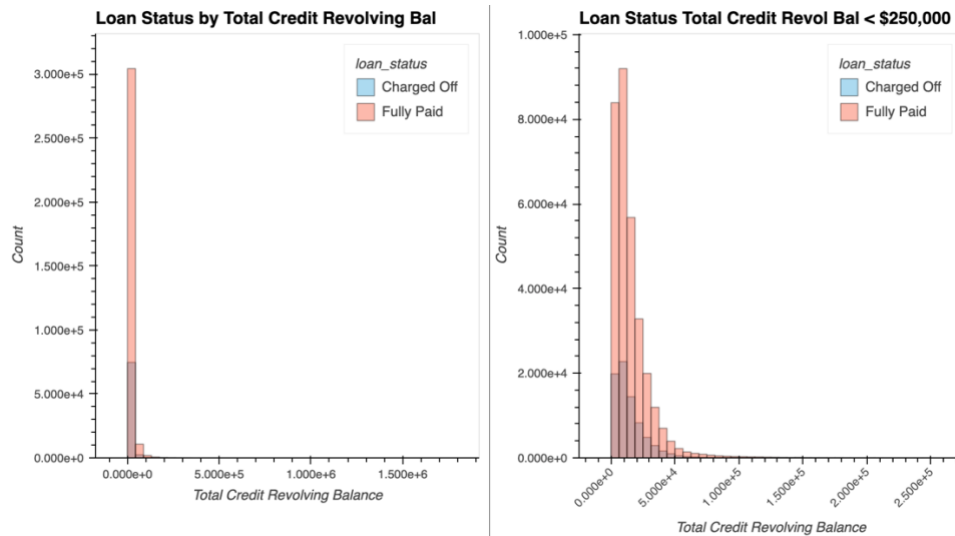 Loan Status by Total Credit Revolving Bal
loan_status
Charged Off
Fully Paid
3.000e+5
2.500e+5
2.000e+5
1.500e+5
1.000e+5
5.000e+4
0.000e+0
Count
0.000e+0 5.000e+5 1.000e+6 1.500e+6
Total Credit Revolving Balance
Loan Status Total Credit Revol Bal < $250,000
loan_status
Charged Off
Fully Paid
1.000e+5
8.000e+4
6.000e+4
4.000e+4
2.000e+4
0.000e+0
Count
0.000e+0 5.000e+4 1.000e+5 1.500e+5 2.000e+5 2.500e+5
Total Credit Revolving Balance